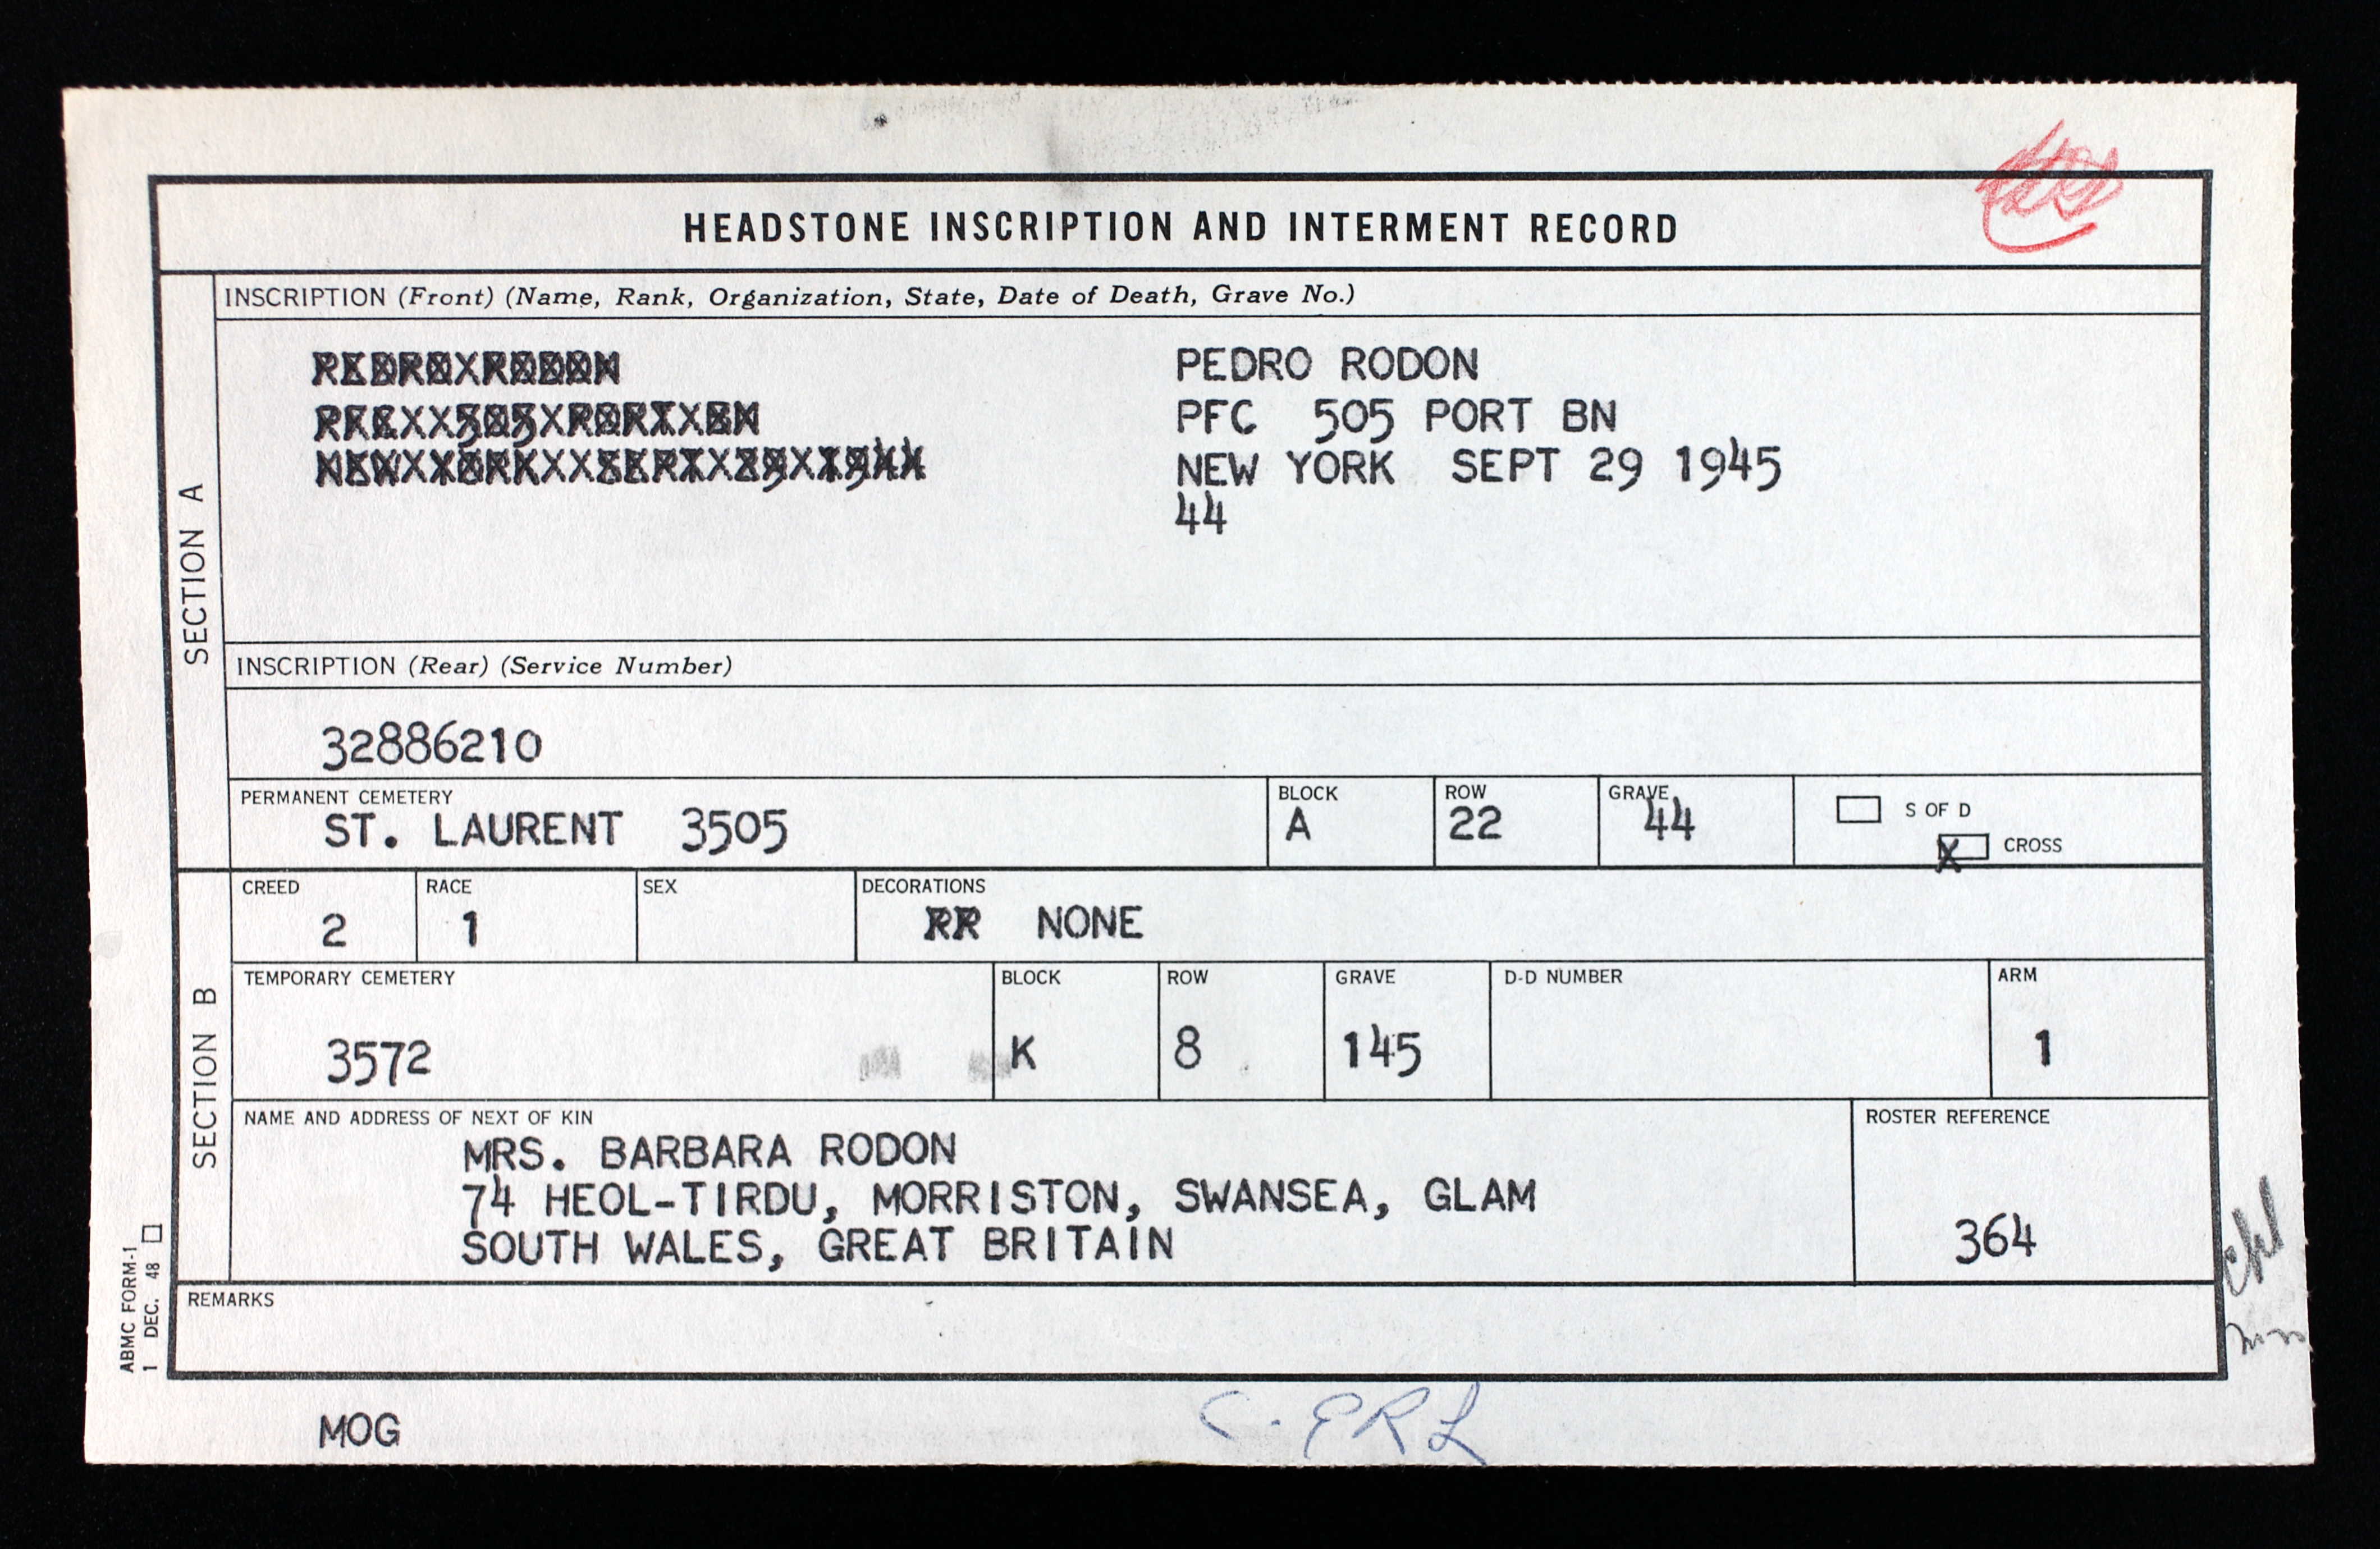 HEADSTONE INSCRIPTION AND INTERMENT RECORD
SECTION A
INSCRIPTION (Front) (Name, Rank, Organization, State, Date of Death, Grave No.)
PEDRO RODON
PFC 505 PORT BN
NEW YORK SEPT 29 1945
44
INSCRIPTION (Rear) (Service Number)
32886210
PERMANENT CEMETERY BLOCK ROW GRAVE
ST. LAURENT 3505 A 22 44
S OF D
X CROSS
SECTION B
CREED RACE SEX DECORATIONS
2 1 NONE
TEMPORARY CEMETERY BLOCK ROW GRAVE D-D NUMBER ARM
3572 K 8 145 1
NAME AND ADDRESS OF NEXT OF KIN ROSTER REFERENCE
MRS. BARBARA RODON
74 HEOL-TIRDU, MORRISTON, SWANSEA, GLAM
SOUTH WALES, GREAT BRITAIN
364
REMARKS
ABMC FORM-1
1 DEC. 48
MOG